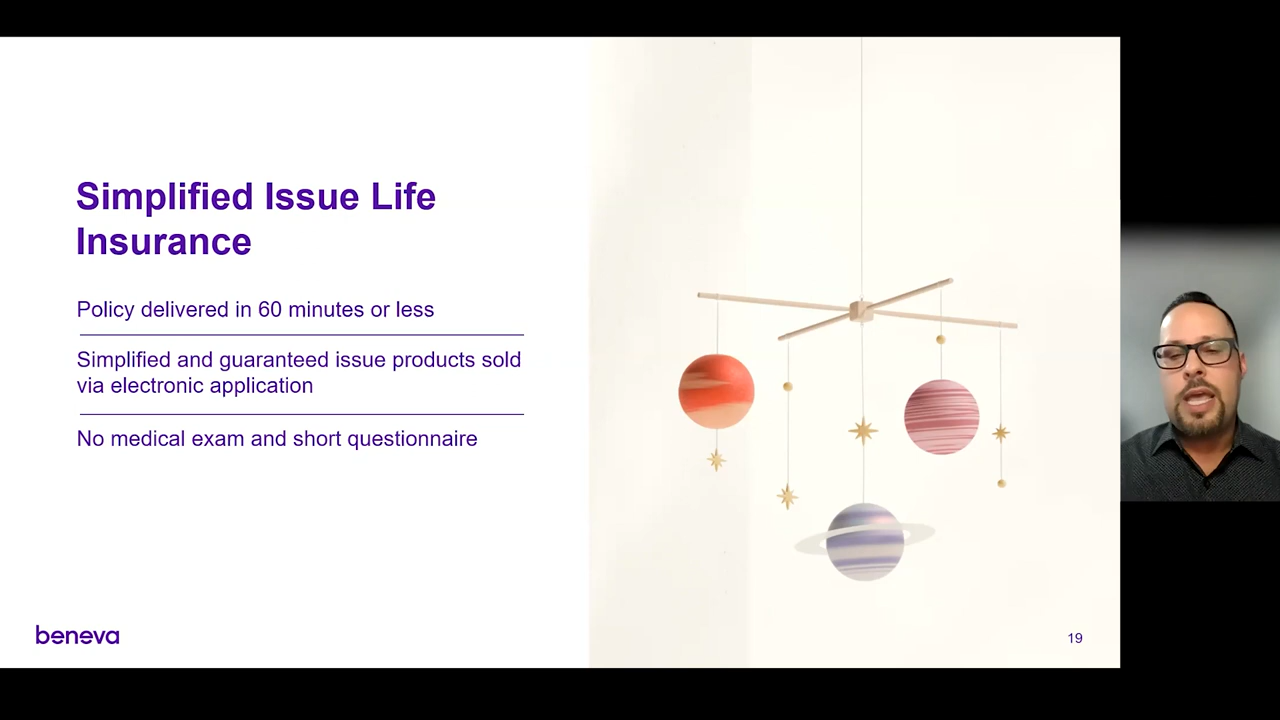 Simplified Issue Life
Insurance
Policy delivered in 60 minutes or less
Simplified and guaranteed issue products sold
via electronic application
No medical exam and short questionnaire
beneva
19